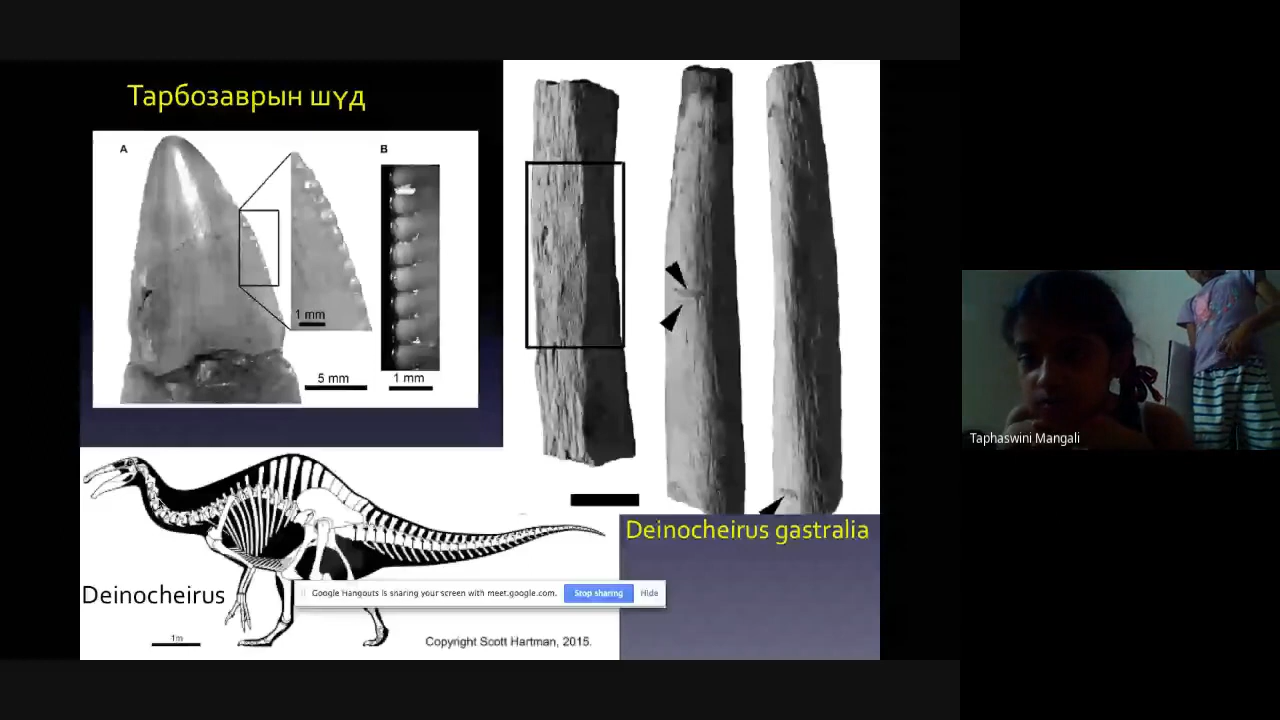 Тарбозаврын шүд
A
B
1 mm
5 mm
1 mm
Deinocheirus gastralia
Deinocheirus
Google Hangouts is sharing your screen with meet.google.com.
Stop sharing
Hide
1m
Copyright Scott Hartman, 2015.
Taphaswini Mangali